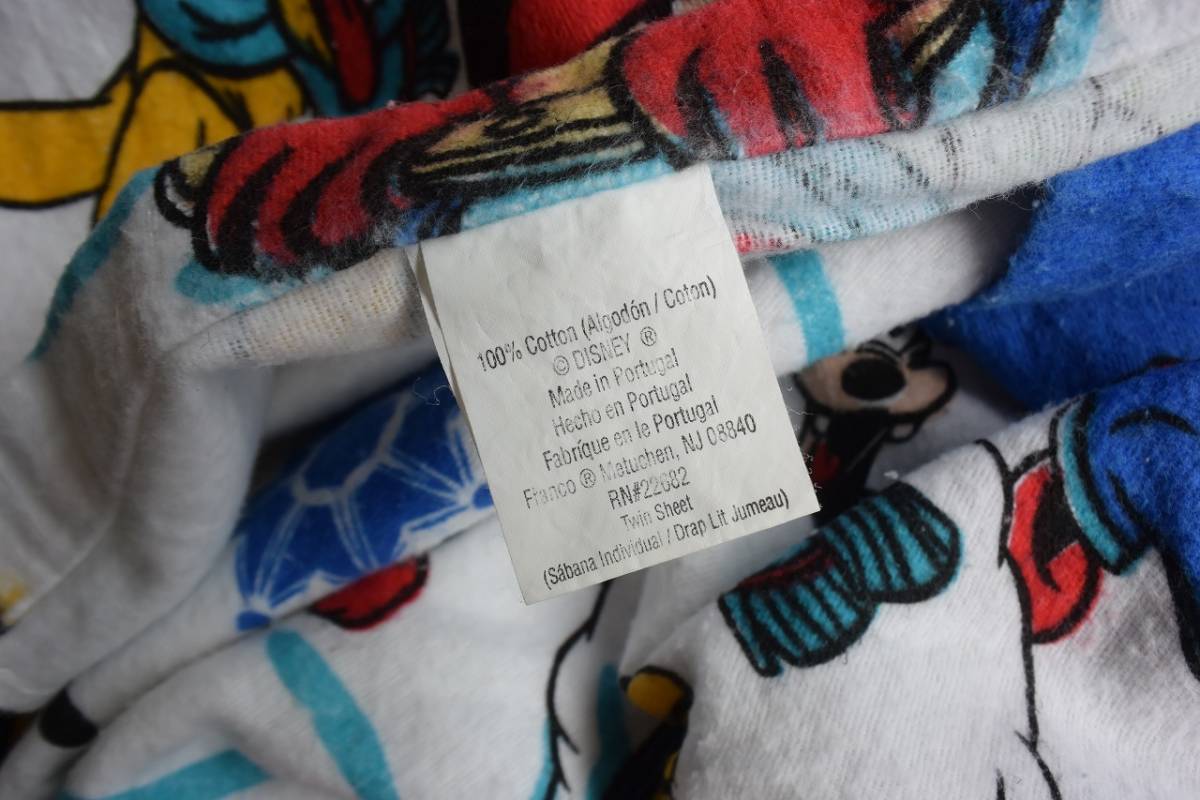 100% Cotton (Algodón / Coton)
© DISNEY ®
Made in Portugal
Hecho en Portugal
Fabríque en le Portugal
Franco ® Metuchen, NJ 08840
RN#22682
Twin Sheet
(Sábana Individual / Drap Lit Jumeau)